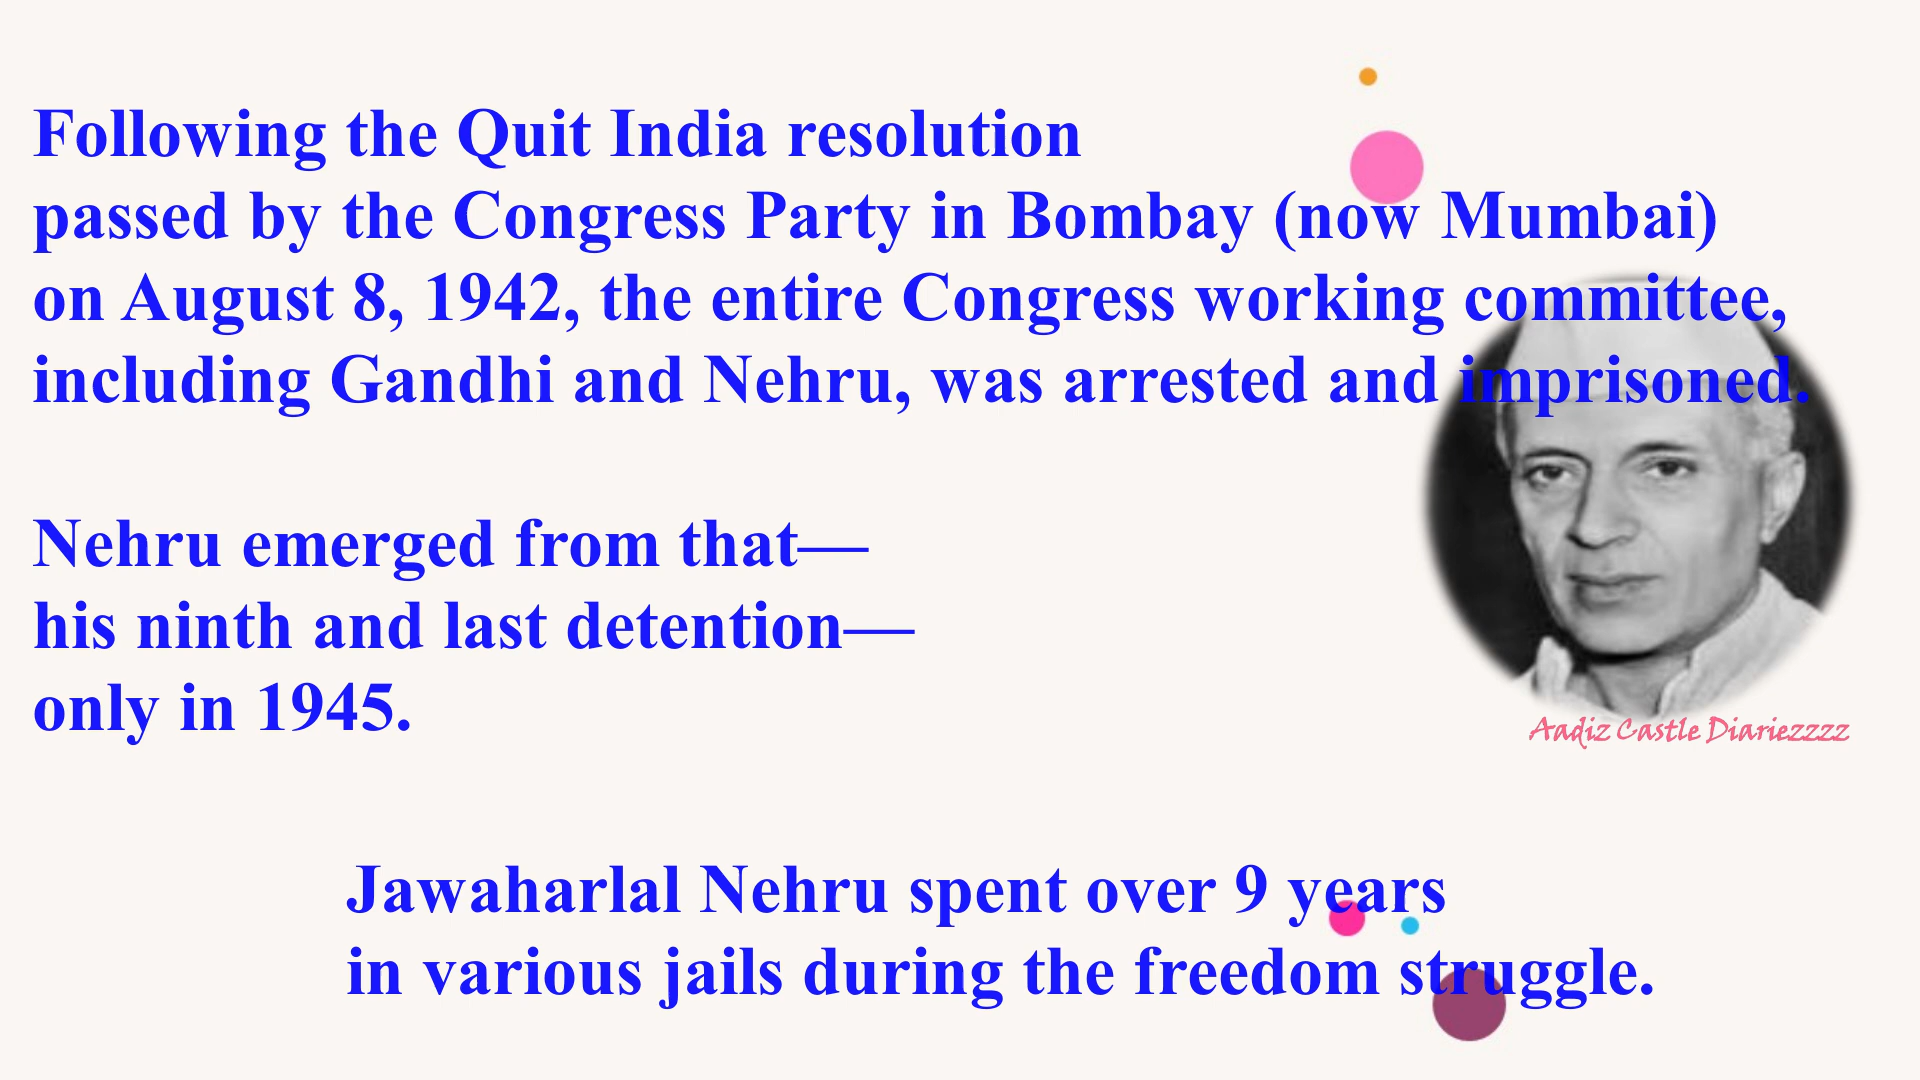 Following the Quit India resolution
passed by the Congress Party in Bombay (now Mumbai)
on August 8, 1942, the entire Congress working committee,
including Gandhi and Nehru, was arrested and imprisoned.
Nehru emerged from that—
his ninth and last detention—
only in 1945.
Aadiz Castle Diariezzzz
Jawaharlal Nehru spent over 9 years
in various jails during the freedom struggle.